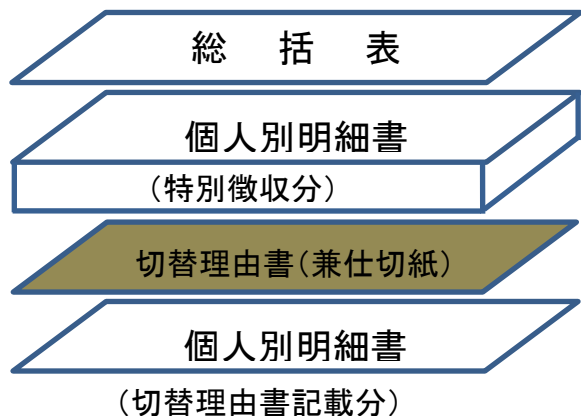 総 括 表
個人別明細書
（特別徴収分）
切替理由書（兼仕切紙）
個人別明細書
（切替理由書記載分）